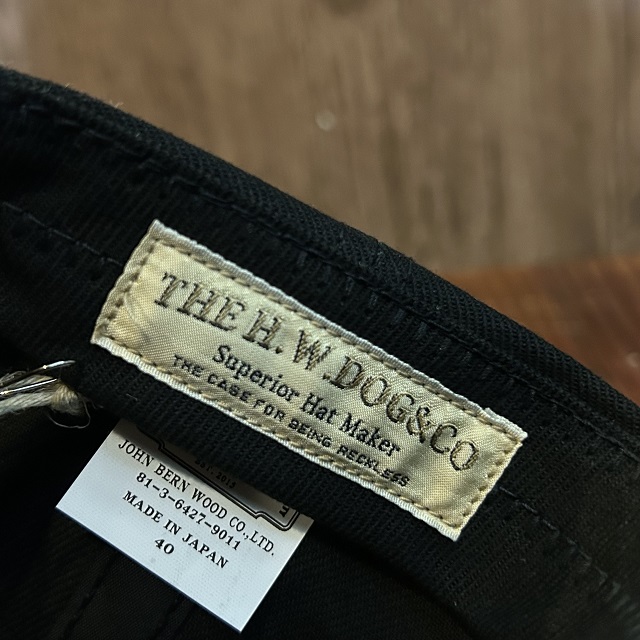 THE H.W.DOG&CO
Superior Hat Maker
THE CASE FOR BEING RECKLESS
JOHN BERN WOOD CO.,LTD.
81-3-6427-9011
MADE IN JAPAN
40